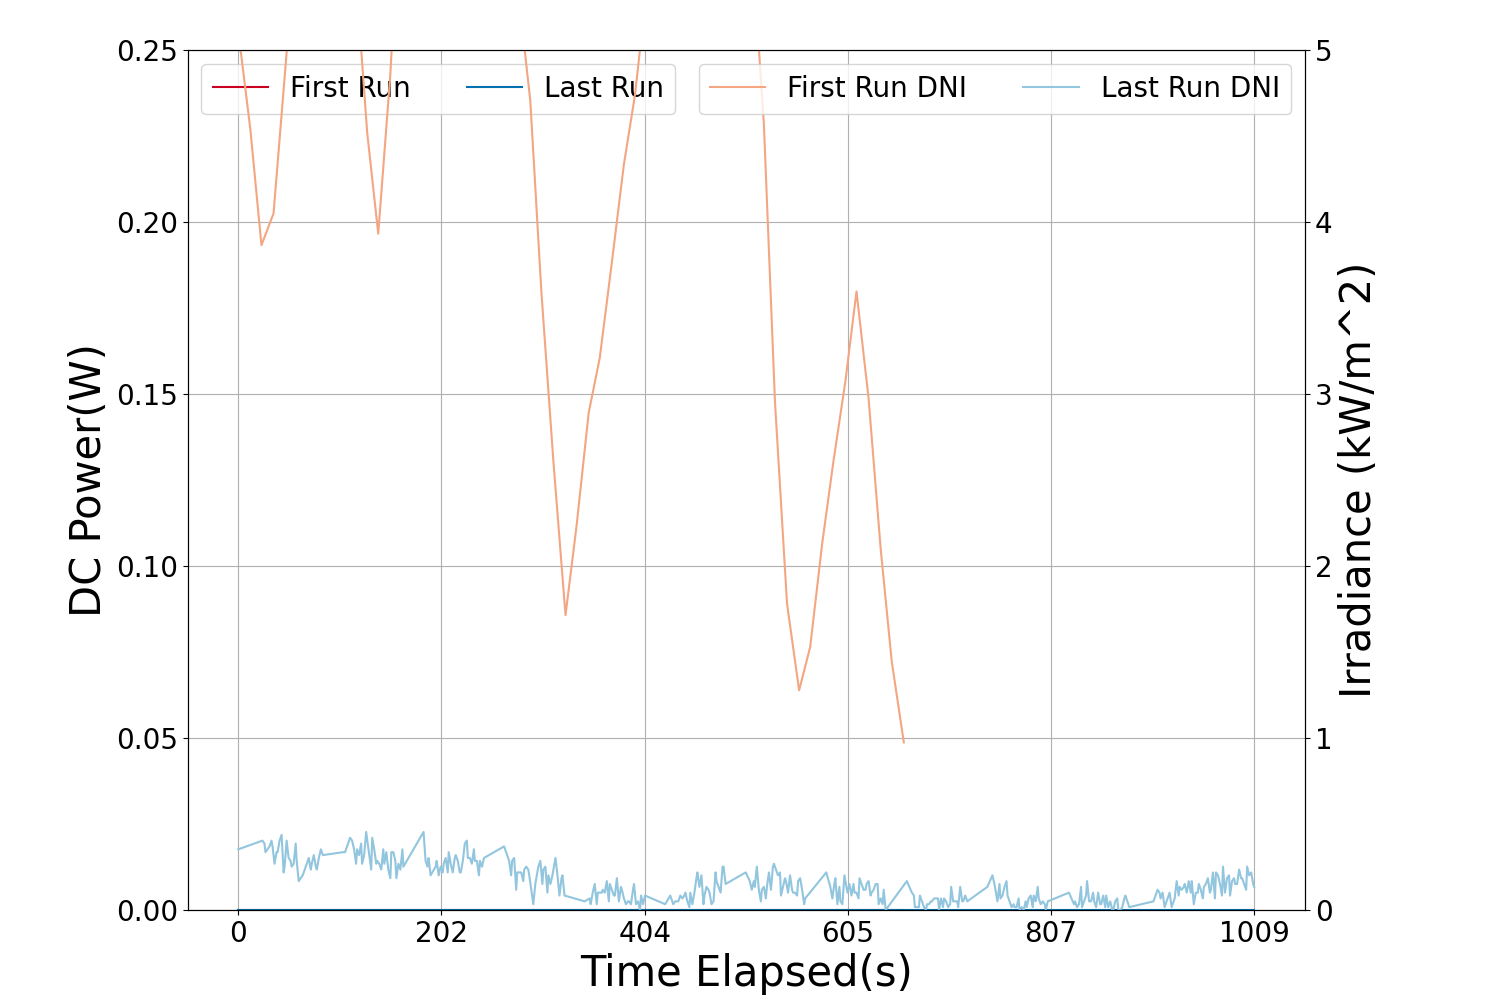 First Run
Last Run
First Run DNI
Last Run DNI
DC Power(W)
0.25
0.20
0.15
0.10
0.05
0.00
5
4
3
2
1
0
Irradiance (kW/m^2)
0
202
404
605
807
1009
Time Elapsed(s)